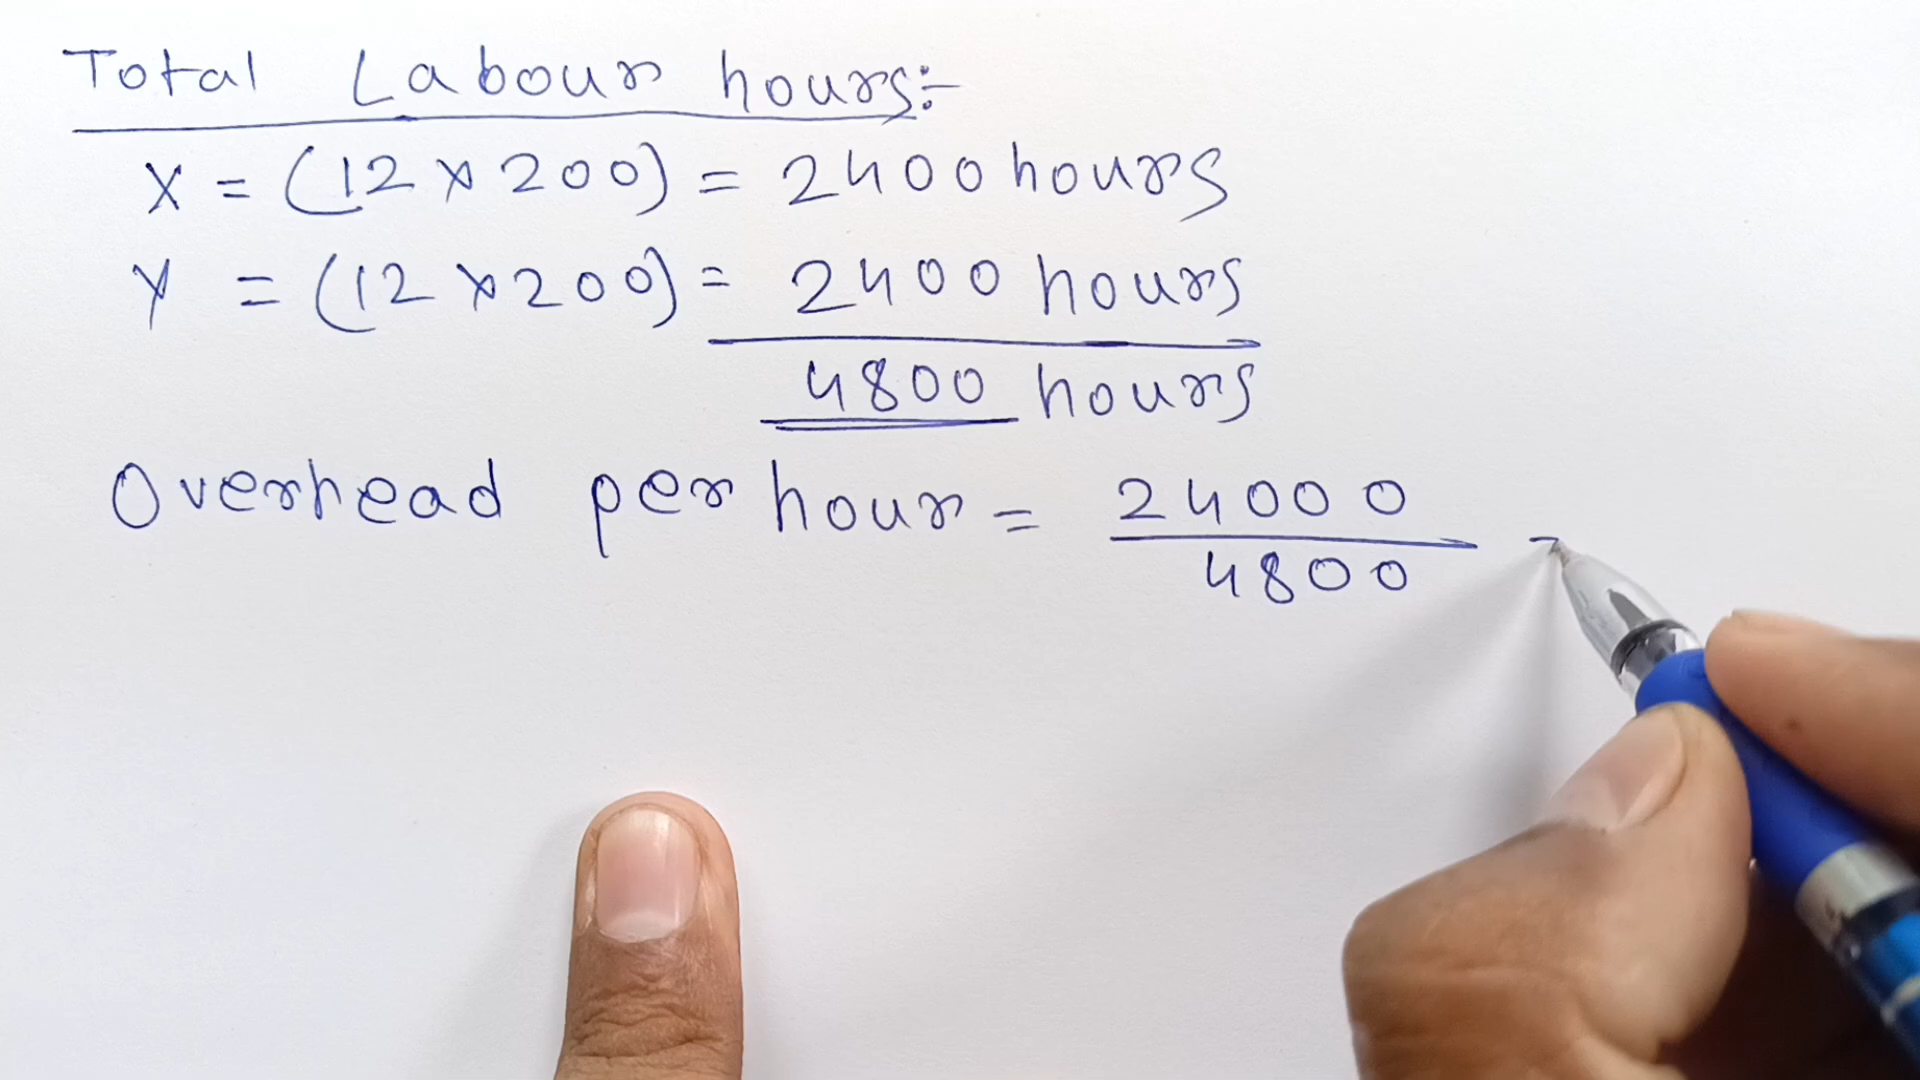 Total Labour hours:-
X = (12 × 200) = 2400 hours
Y = (12 × 200) = 2400 hours
4800 hours
Overhead per hour = 24000
4800